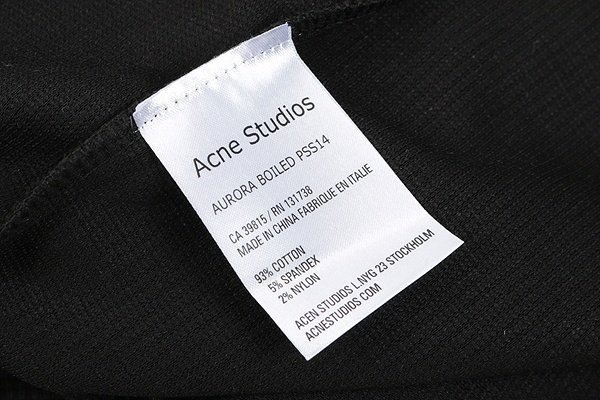 Acne Studios
AURORA BOILED PSS14
CA 39815 / RN 131738
MADE IN CHINA FABRIQUE EN ITALIE
93% COTTON
5% SPANDEX
2% NYLON
ACEN STUDIOS L.NYG 23 STOCKHOLM
ACNESTUDIOS COM